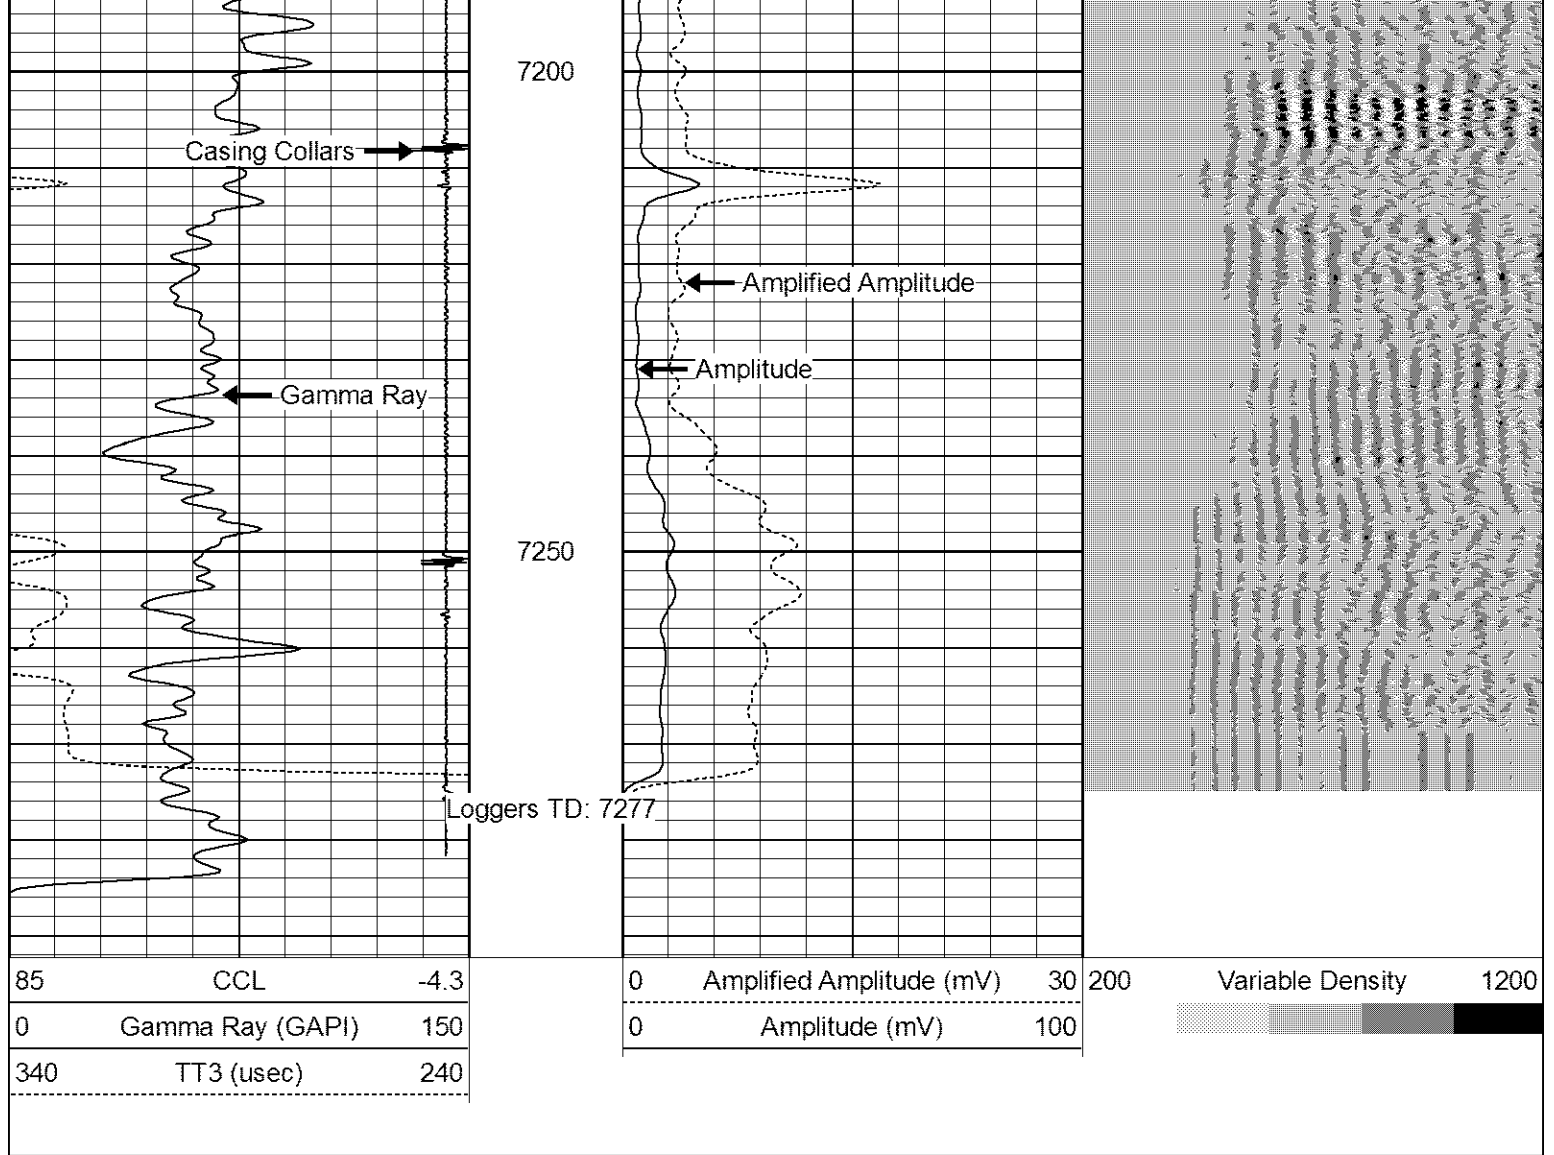 7200
Casing Collars
Amplified Amplitude
Amplitude
Gamma Ray
7250
Loggers TD: 7277
85 CCL -4.3
0 Gamma Ray (GAPI) 150
340 TT3 (usec) 240
0 Amplified Amplitude (mV) 30
0 Amplitude (mV) 100
200 Variable Density 1200